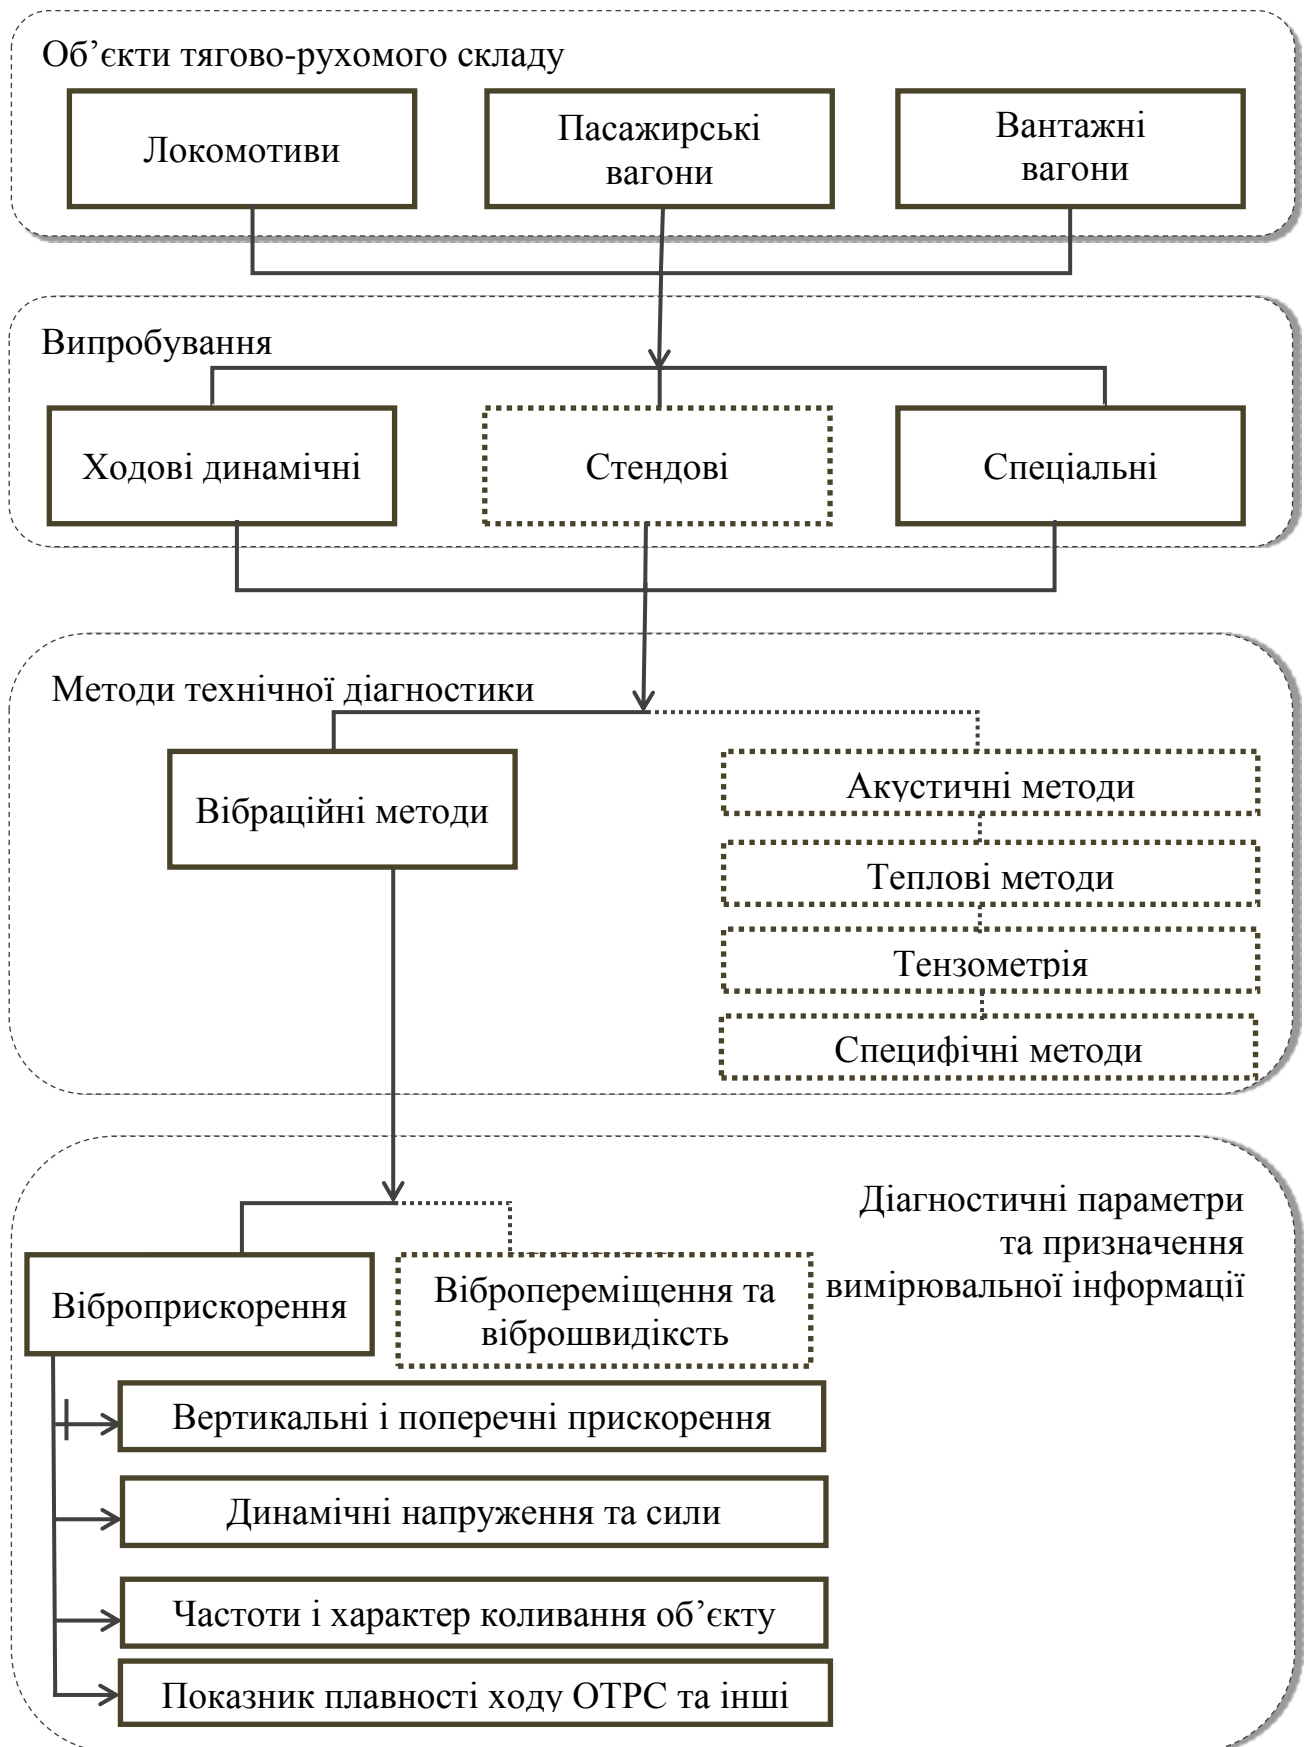 Об’єкти тягово-рухомого складу
Локомотиви
Пасажирські
вагони
Вантажні
вагони
Випробування
Ходові динамічні
Стендові
Спеціальні
Методи технічної діагностики
Вібраційні методи
Акустичні методи
Теплові методи
Тензометрія
Специфічні методи
Діагностичні параметри
та призначення
вимірювальної інформації
Віброприскорення
Вібропереміщення та
віброшвидіксть
Вертикальні і поперечні прискорення
Динамічні напруження та сили
Частоти і характер коливання об’єкту
Показник плавності ходу ОТРС та інші